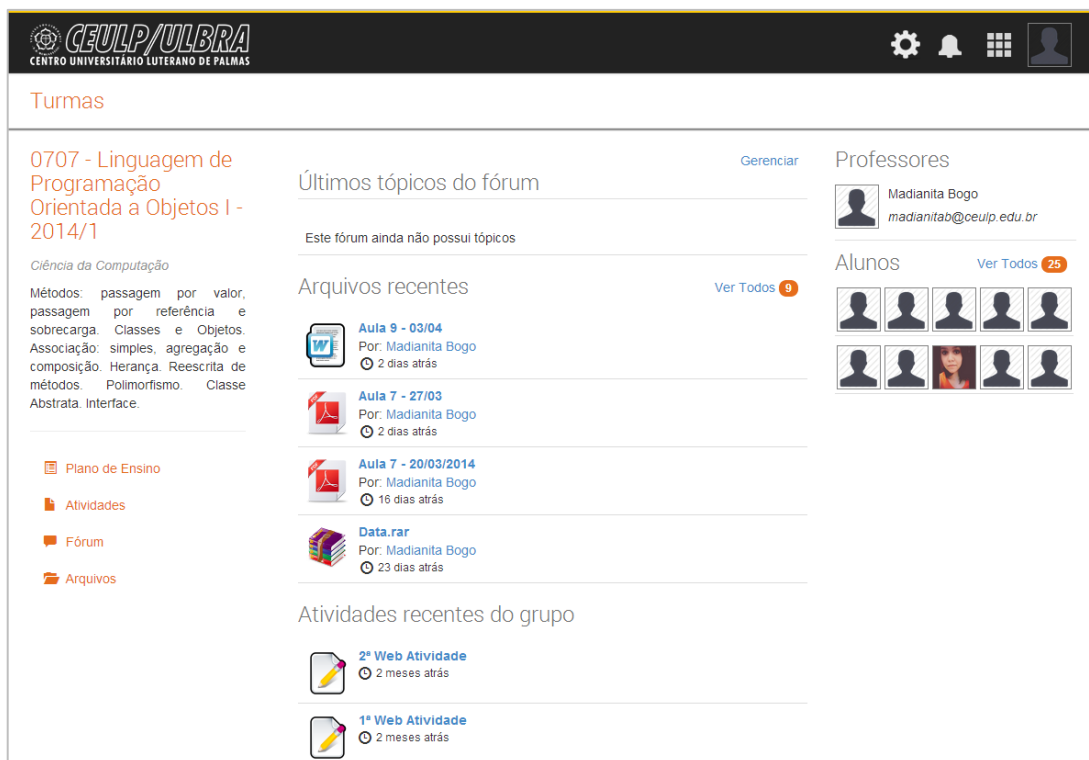 CEULP/ULBRA
CENTRO UNIVERSITÁRIO LUTERANO DE PALMAS
Turmas
0707 - Linguagem de
Programação
Orientada a Objetos I -
2014/1
Ciência da Computação
Métodos: passagem por valor,
passagem por referência e
sobrecarga. Classes e Objetos.
Associação: simples, agregação e
composição. Herança. Reescrita de
métodos. Polimorfismo. Classe
Abstrata. Interface.
Plano de Ensino
Atividades
Fórum
Arquivos
Gerenciar
Últimos tópicos do fórum
Este fórum ainda não possui tópicos
Arquivos recentes
Ver Todos 9
Aula 9 - 03/04
Por: Madianita Bogo
2 dias atrás
Aula 7 - 27/03
Por: Madianita Bogo
2 dias atrás
Aula 7 - 20/03/2014
Por: Madianita Bogo
16 dias atrás
Data.rar
Por: Madianita Bogo
23 dias atrás
Atividades recentes do grupo
2ª Web Atividade
2 meses atrás
1ª Web Atividade
2 meses atrás
Professores
Madianita Bogo
madianitab@ceulp.edu.br
Alunos
Ver Todos 25